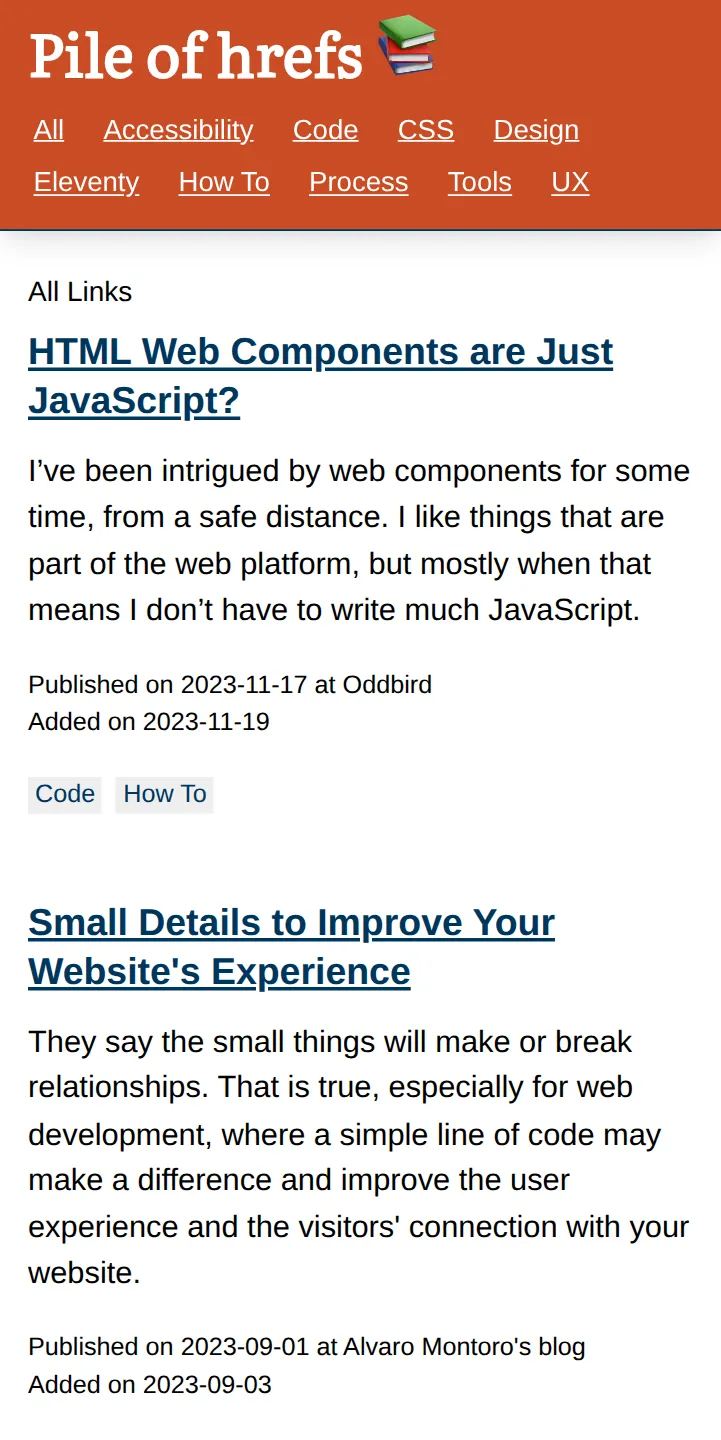 Pile of hrefs
All Accessibility Code CSS Design
Eleventy How To Process Tools UX
All Links
HTML Web Components are Just
JavaScript?
I’ve been intrigued by web components for some
time, from a safe distance. I like things that are
part of the web platform, but mostly when that
means I don’t have to write much JavaScript.
Published on 2023-11-17 at Oddbird
Added on 2023-11-19
Code How To
Small Details to Improve Your
Website's Experience
They say the small things will make or break
relationships. That is true, especially for web
development, where a simple line of code may
make a difference and improve the user
experience and the visitors' connection with your
website.
Published on 2023-09-01 at Alvaro Montoro's blog
Added on 2023-09-03